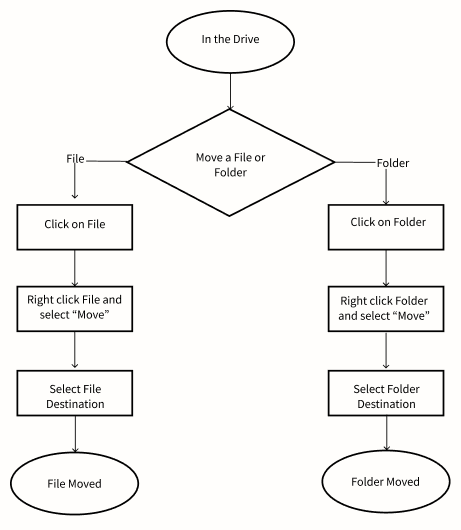 In the Drive
Move a File or
Folder
File
Folder
Click on File
Click on Folder
Right click File and
select “Move”
Right click Folder
and select “Move”
Select File
Destination
Select Folder
Destination
File Moved
Folder Moved